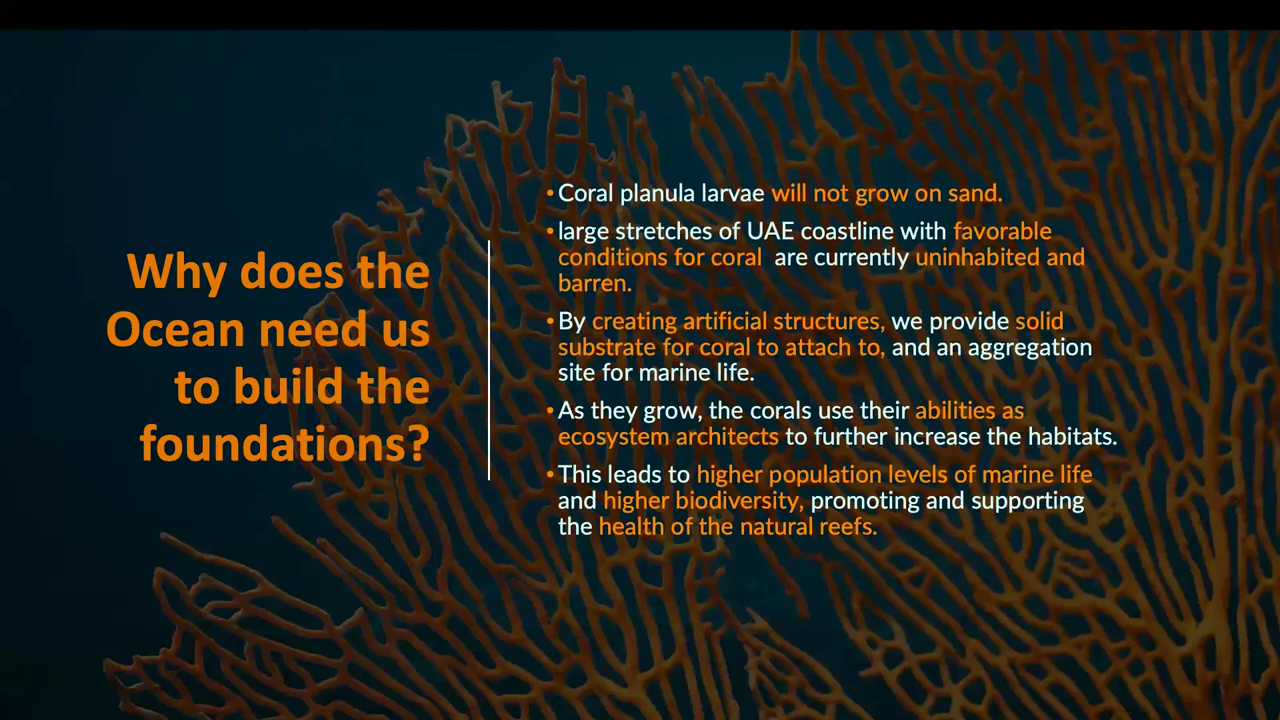 Why does the
Ocean need us
to build the
foundations?
•Coral planula larvae will not grow on sand.
•large stretches of UAE coastline with favorable
conditions for coral are currently uninhabited and
barren.
•By creating artificial structures, we provide solid
substrate for coral to attach to, and an aggregation
site for marine life.
•As they grow, the corals use their abilities as
ecosystem architects to further increase the habitats.
•This leads to higher population levels of marine life
and higher biodiversity, promoting and supporting
the health of the natural reefs.